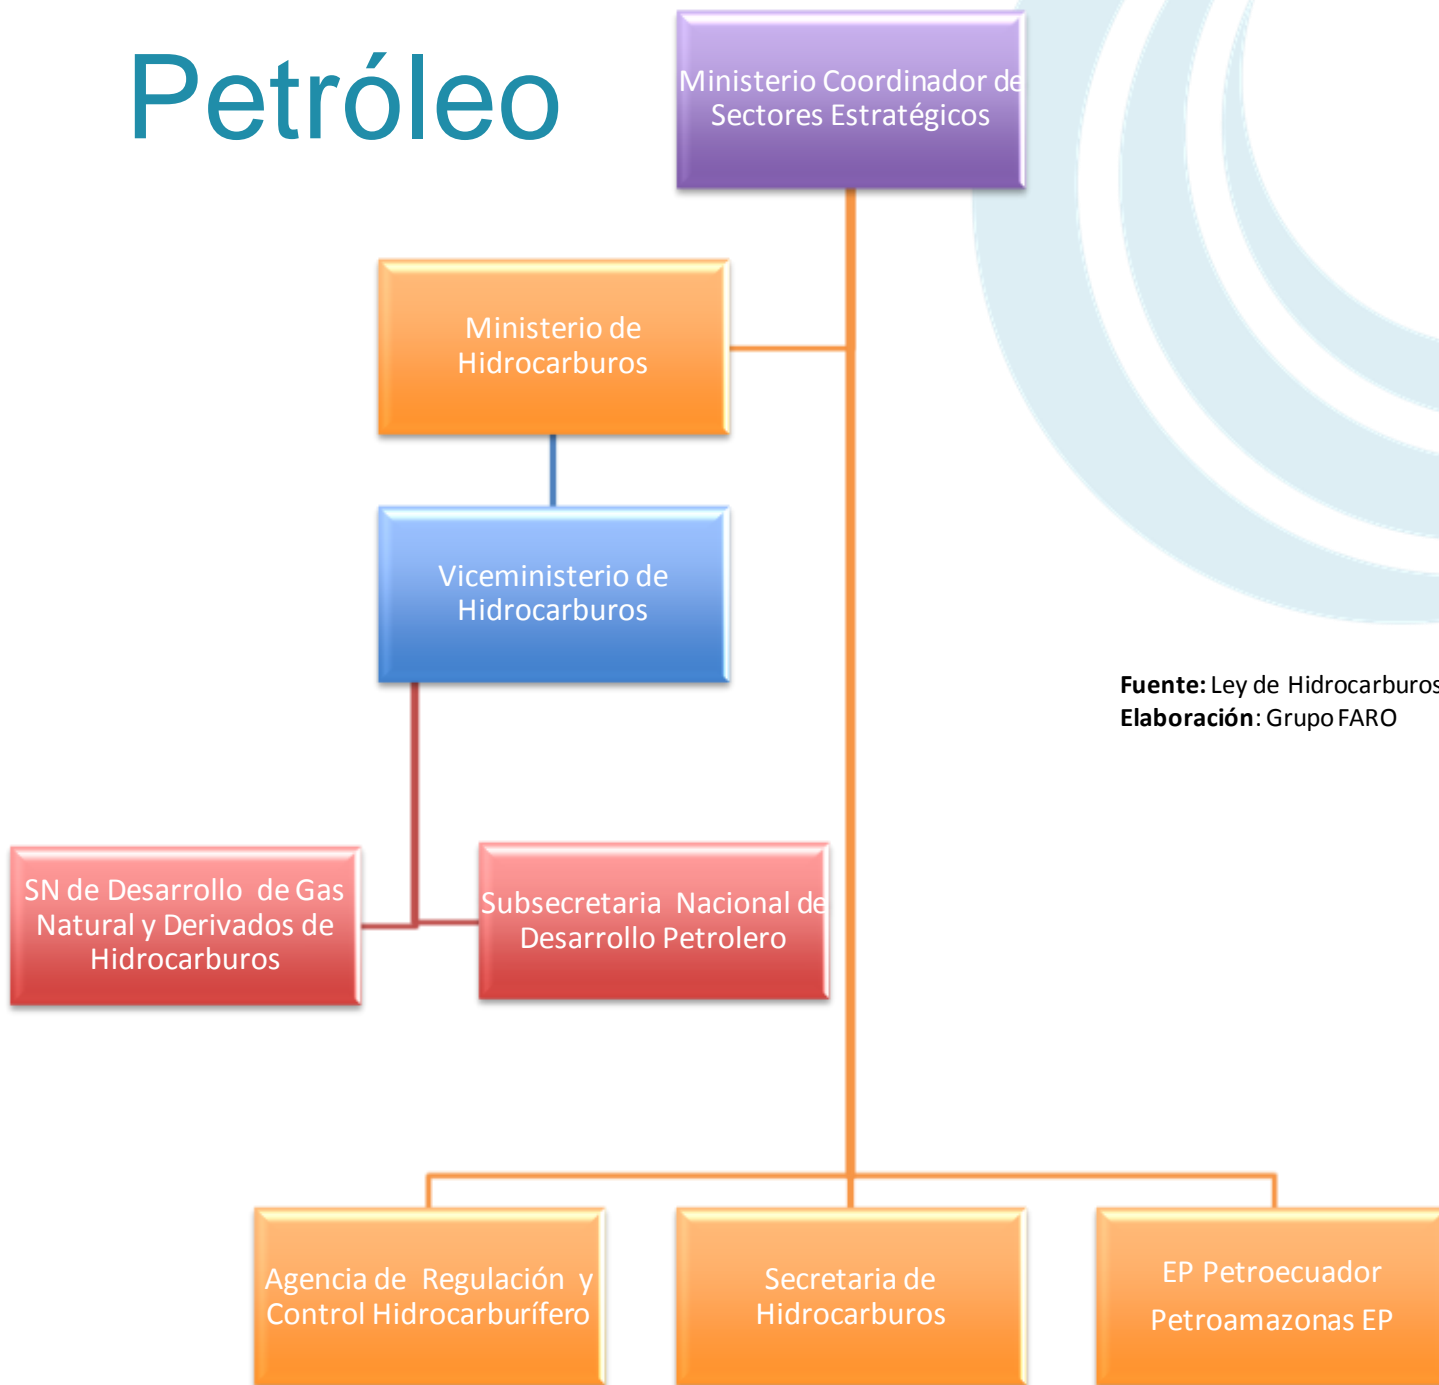 Petróleo
Ministerio Coordinador de
Sectores Estratégicos
Ministerio de
Hidrocarburos
Viceministerio de
Hidrocarburos
Fuente: Ley de Hidrocarburos
Elaboración: Grupo FARO
SN de Desarrollo de Gas
Natural y Derivados de
Hidrocarburos
Subsecretaria Nacional de
Desarrollo Petrolero
Agencia de Regulación y
Control Hidrocarburífero
Secretaria de
Hidrocarburos
EP Petroecuador
Petroamazonas EP